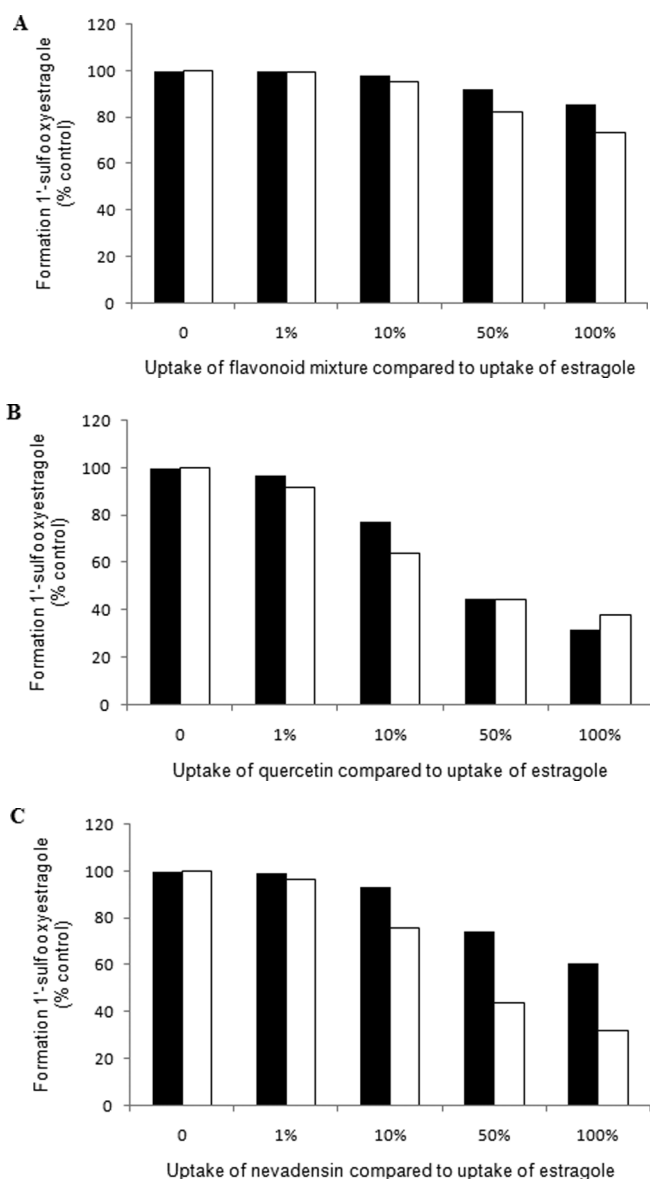 A
Formation 1'-sulfooxyestragole
(% control)
120
100
80
60
40
20
0
0 1% 10% 50% 100%
Uptake of flavonoid mixture compared to uptake of estragole
B
Formation 1'-sulfooxyestragole
(% control)
120
100
80
60
40
20
0
0 1% 10% 50% 100%
Uptake of quercetin compared to uptake of estragole
C
Formation 1'-sulfooxyestragole
(% control)
120
100
80
60
40
20
0
0 1% 10% 50% 100%
Uptake of nevadensin compared to uptake of estragole